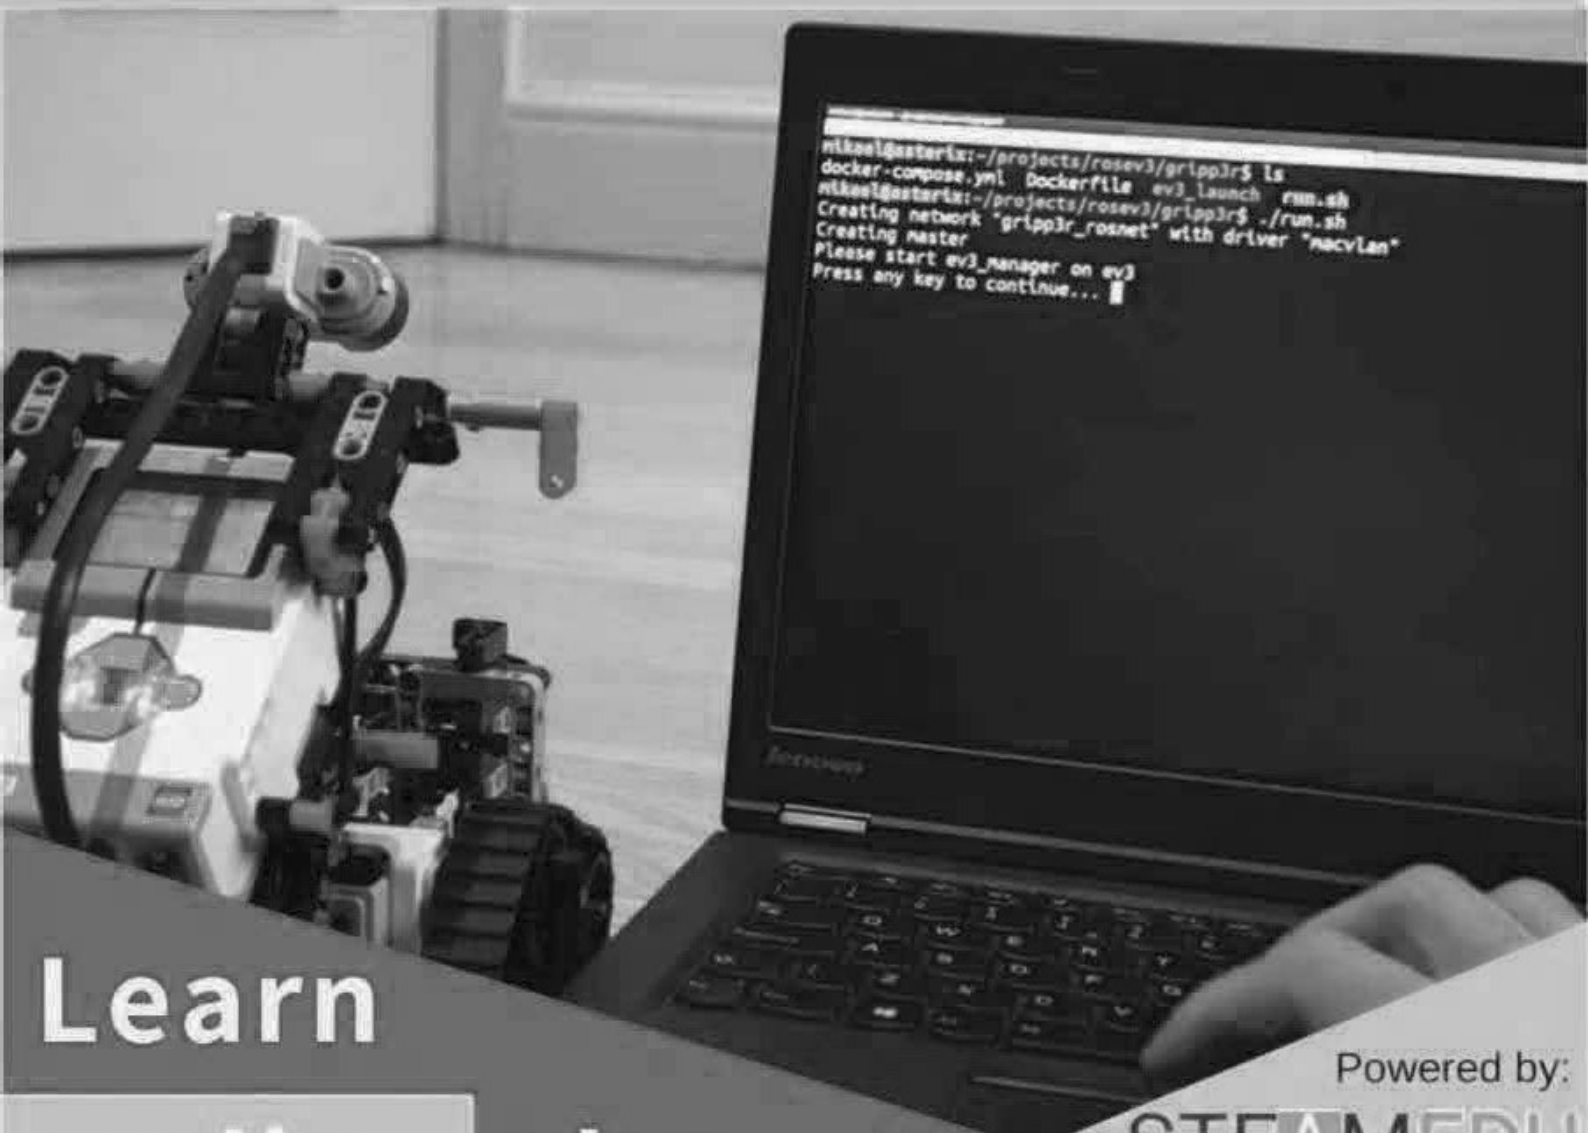 mikael@asterix:~/projects/rosev3/gripp3r$ ls
docker-compose.yml Dockerfile ev3_launch run.sh
mikael@asterix:~/projects/rosev3/gripp3r$ ./run.sh
Creating network "gripp3r_rosnet" with driver "macvlan"
Creating master
Please start ev3_manager on ev3
Press any key to continue...
lenovo
Learn
Powered by:
STEAMEDU